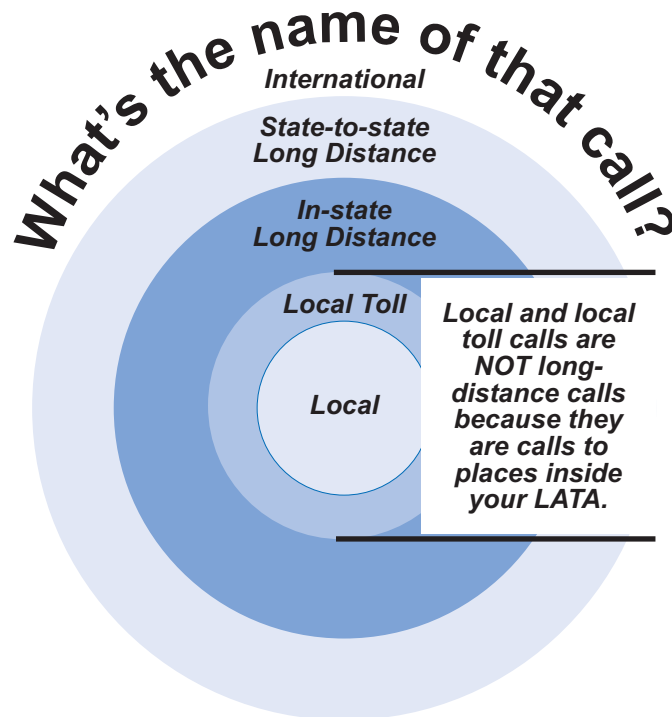 What's the name of that call?
International
State-to-state
Long Distance
In-state
Long Distance
Local Toll
Local
Local and local
toll calls are
NOT long-
distance calls
because they
are calls to
places inside
your LATA.